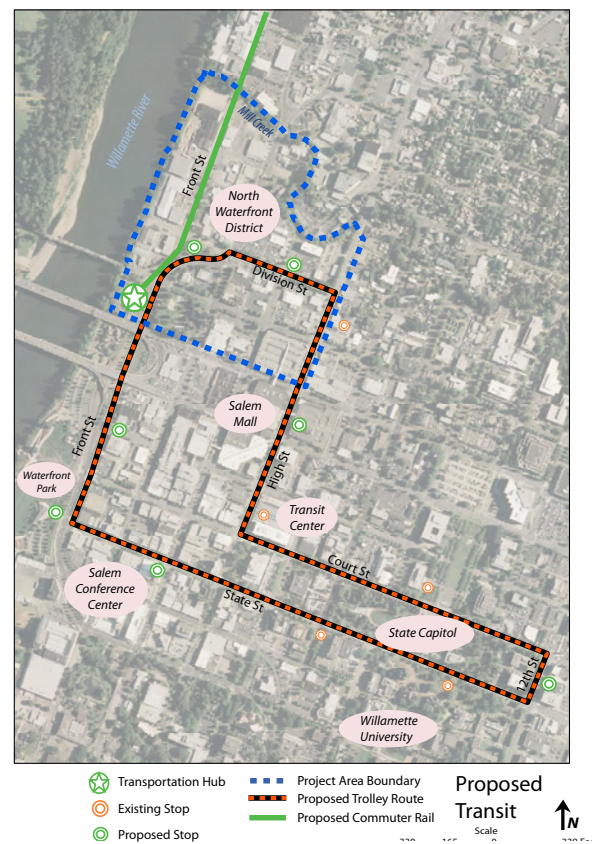 Willamette River
Mill Creek
Front St
North
Waterfront
District
Division St
Salem
Mall
Front St
High St
Waterfront
Park
Transit
Center
Court St
Salem
Conference
Center
State St
State Capitol
12th St
Willamette
University
Transportation Hub
Existing Stop
Proposed Stop
Project Area Boundary
Proposed Trolley Route
Proposed Commuter Rail
Proposed
Transit
N
Scale